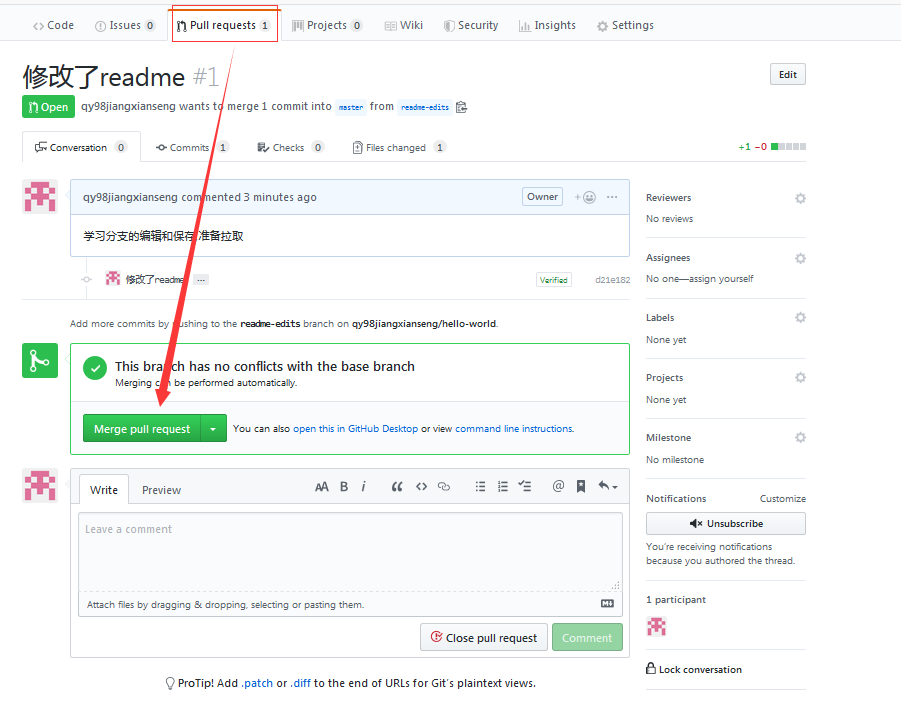 Code Issues 0 Pull requests 1 Projects 0 Wiki Security Insights Settings
修改了readme #1
Edit
Open qy98jiangxianseng wants to merge 1 commit into master from readme-edits
Conversation 0 Commits 1 Checks 0 Files changed 1 +1 −0
qy98jiangxianseng commented 3 minutes ago Owner
学习分支的编辑和保存 准备拉取
修改了readme ... Verified d21e182
Add more commits by pushing to the readme-edits branch on qy98jiangxianseng/hello-world.
This branch has no conflicts with the base branch
Merging can be performed automatically.
Merge pull request You can also open this in GitHub Desktop or view command line instructions.
Write Preview AA B i
Leave a comment
Attach files by dragging & dropping, selecting or pasting them.
Close pull request Comment
ProTip! Add .patch or .diff to the end of URLs for Git's plaintext views.
Reviewers
No reviews
Assignees
No one—assign yourself
Labels
None yet
Projects
None yet
Milestone
No milestone
Notifications Customize
Unsubscribe
You're receiving notifications
because you authored the thread.
1 participant
Lock conversation